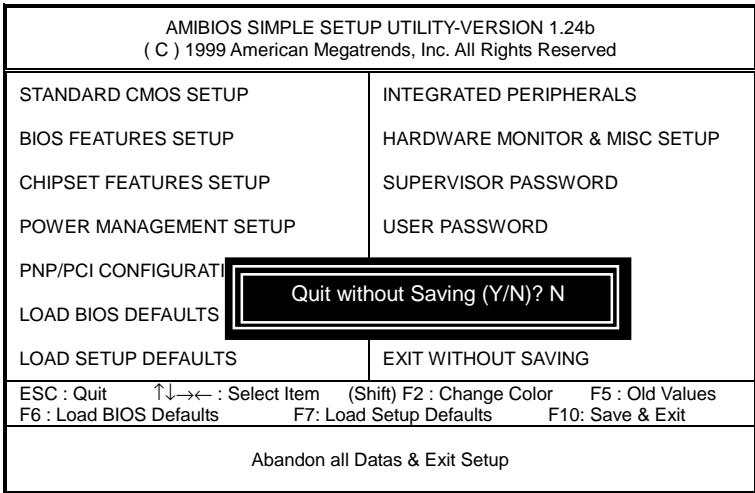 AMIBIOS SIMPLE SETUP UTILITY-VERSION 1.24b
( C ) 1999 American Megatrends, Inc. All Rights Reserved
STANDARD CMOS SETUP
INTEGRATED PERIPHERALS
BIOS FEATURES SETUP
HARDWARE MONITOR & MISC SETUP
CHIPSET FEATURES SETUP
SUPERVISOR PASSWORD
POWER MANAGEMENT SETUP
USER PASSWORD
PNP/PCI
Quit without Saving (Y/N)? N
LOAD BIOS DEFAULTS
LOAD SETUP DEFAULTS
EXIT WITHOUT SAVING
ESC : Quit ↑↓→← : Select Item (Shift) F2 : Change Color F5 : Old Values
F6 : Load BIOS Defaults F7: Load Setup Defaults F10: Save & Exit
Abandon all Datas & Exit Setup